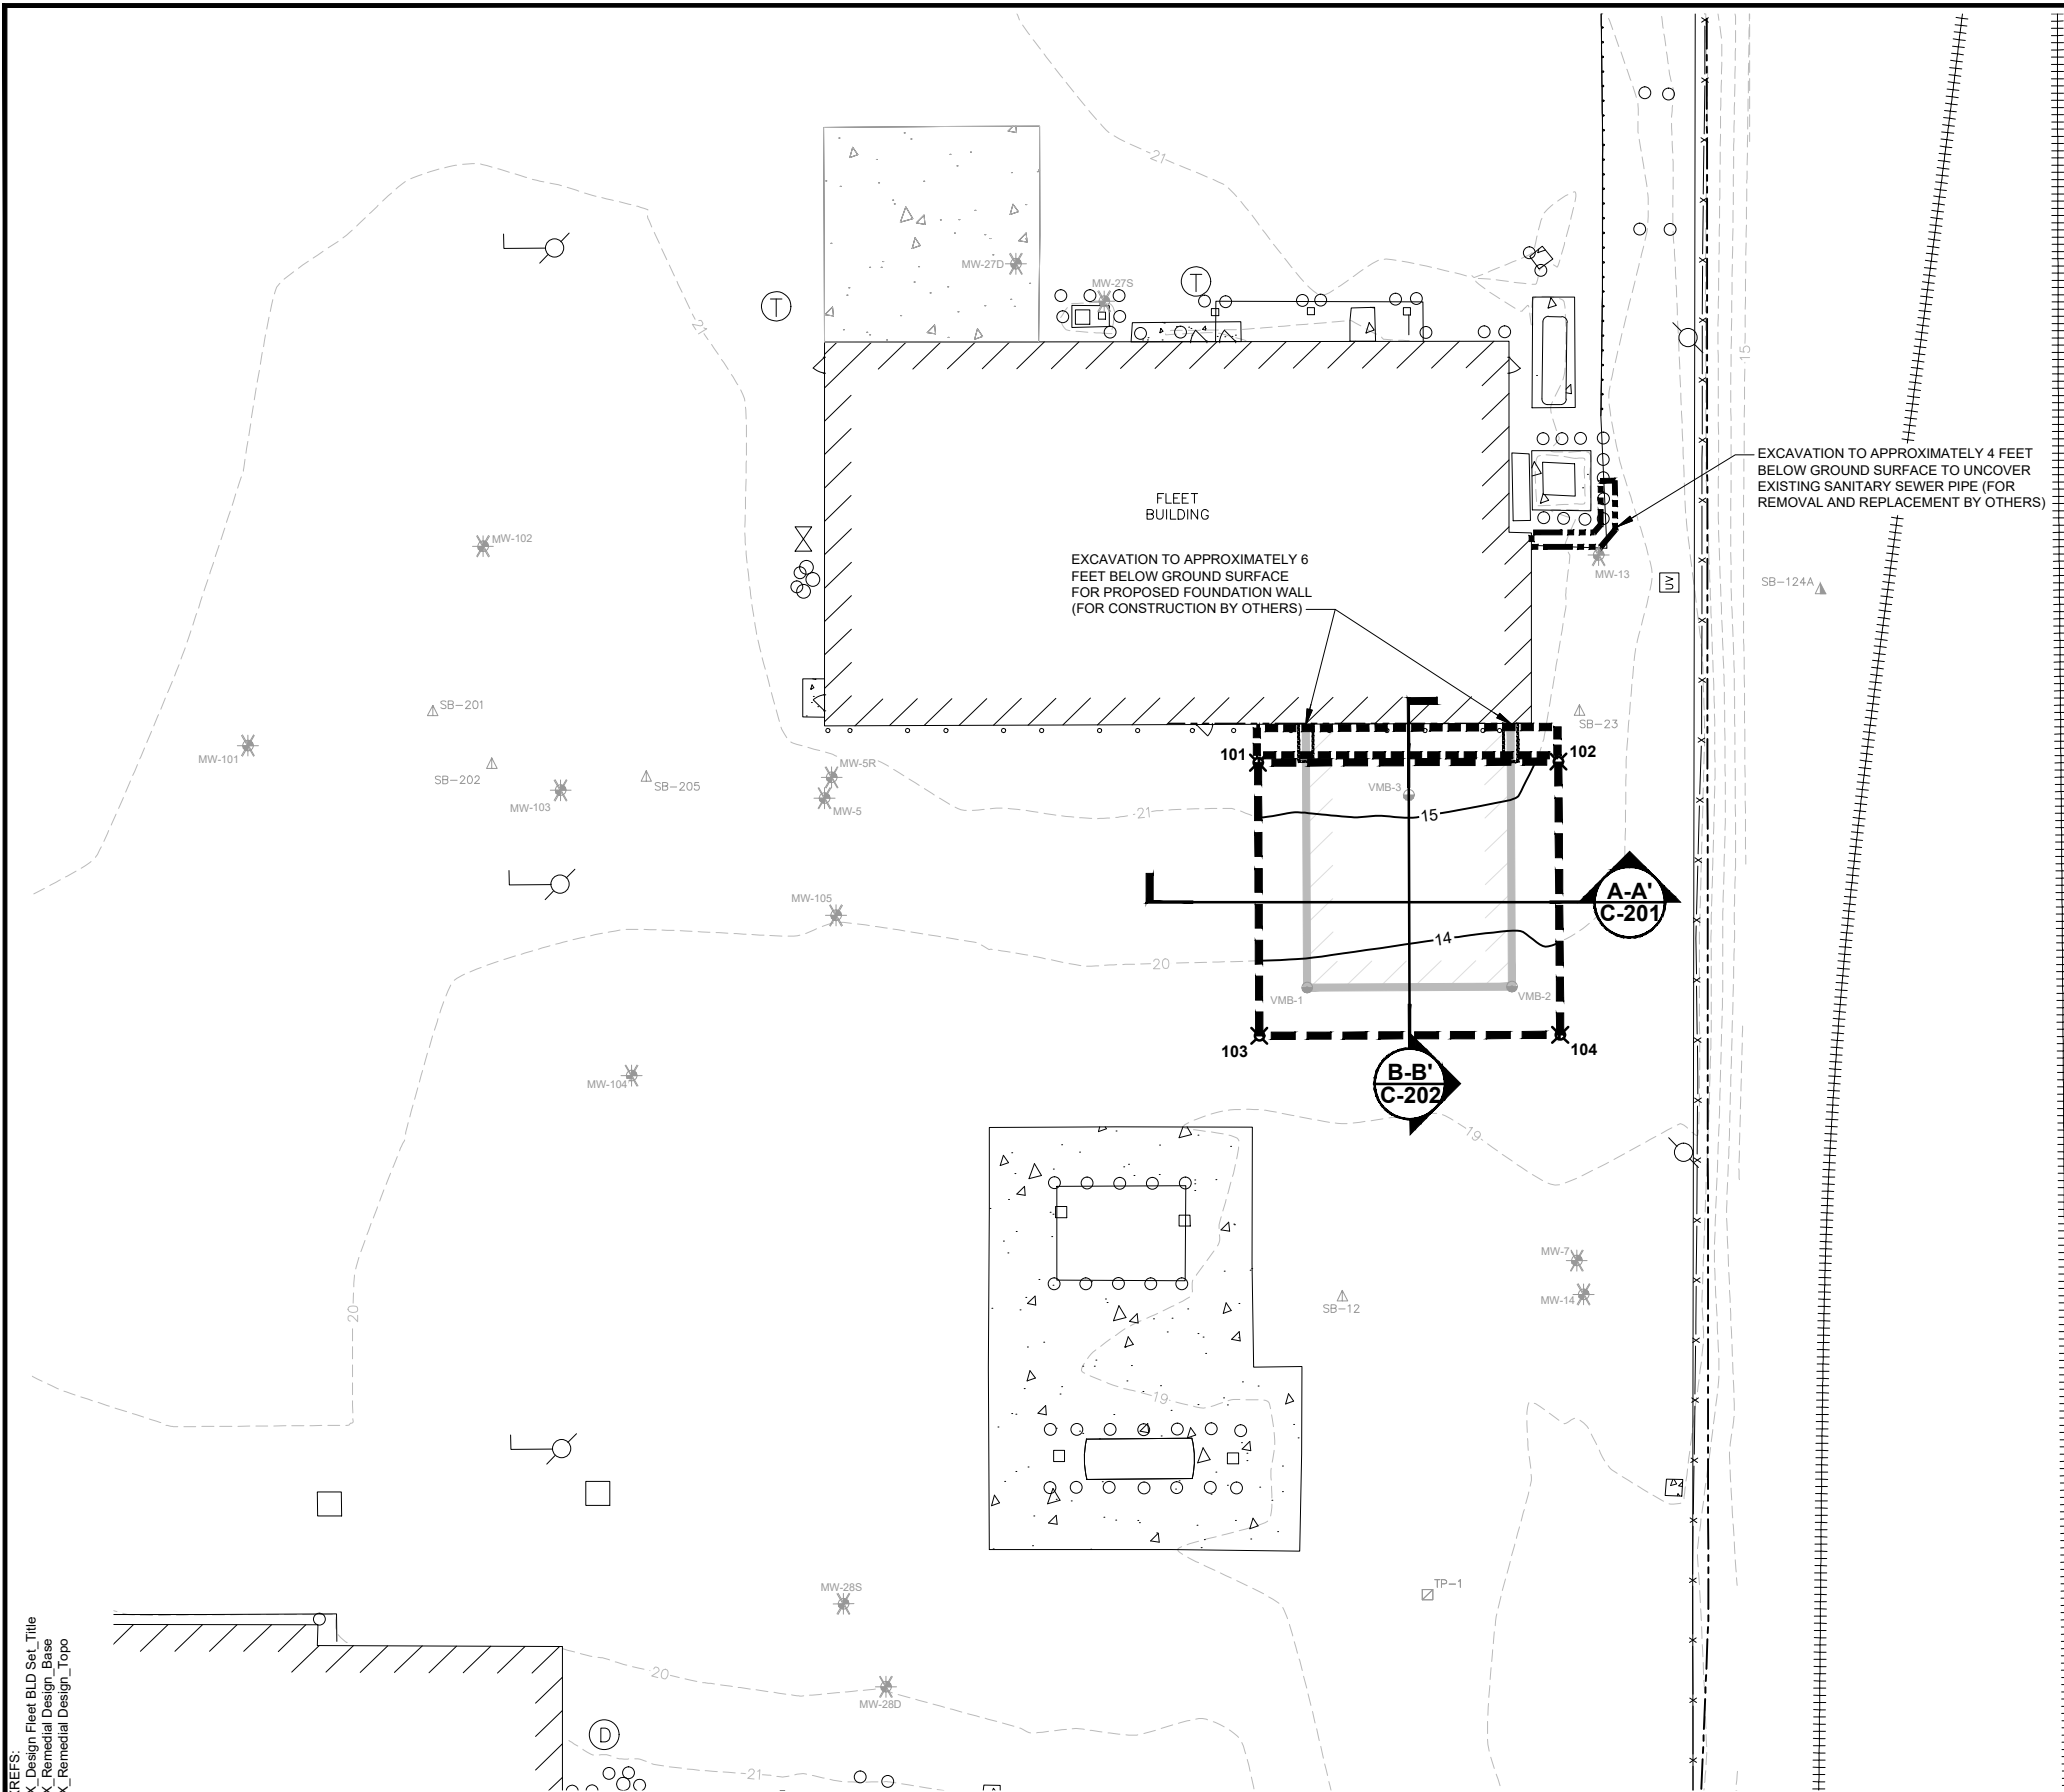 21
MW-27D
MW-27S
T
T
21
15
EXCAVATION TO APPROXIMATELY 4 FEET
BELOW GROUND SURFACE TO UNCOVER
EXISTING SANITARY SEWER PIPE (FOR
REMOVAL AND REPLACEMENT BY OTHERS)
FLEET
BUILDING
MW-102
EXCAVATION TO APPROXIMATELY 6
FEET BELOW GROUND SURFACE
FOR PROPOSED FOUNDATION WALL
(FOR CONSTRUCTION BY OTHERS)
MW-13
UV
SB-124A
SB-201
SB-23
MW-101
SB-202
MW-103
SB-205
MW-5R
MW-5
101
102
VMB-3
21
15
MW-105
A-A'
C-201
14
20
VMB-1
VMB-2
103
104
B-B'
C-202
MW-104
19
MW-7
MW-14
SB-12
20
19
TP-1
MW-28S
20
MW-28D
D
21
XREFS:
X_Design Fleet BLD Set_Title
X_Remedial Design_Base
X_Remedial Design_Topo